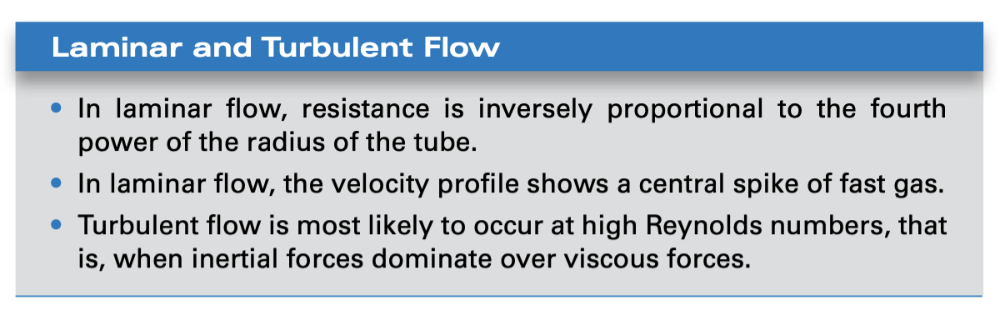 Laminar and Turbulent Flow
• In laminar flow, resistance is inversely proportional to the fourth
power of the radius of the tube.
• In laminar flow, the velocity profile shows a central spike of fast gas.
• Turbulent flow is most likely to occur at high Reynolds numbers, that
is, when inertial forces dominate over viscous forces.